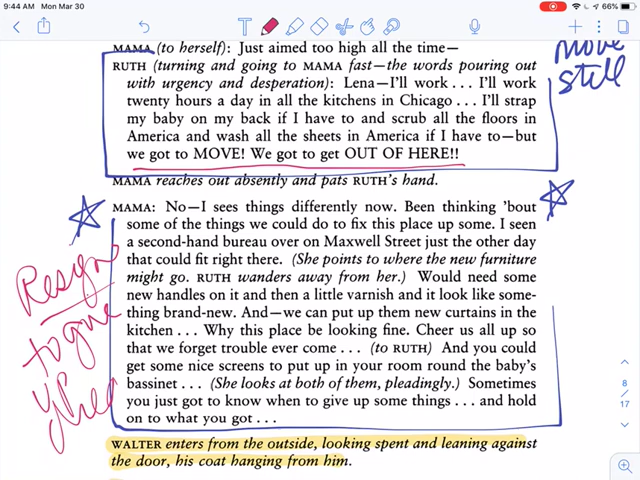 9:44 AM Mon Mar 30
66%
MAMA (to herself): Just aimed too high all the time—
RUTH (turning and going to MAMA fast—the words pouring out
with urgency and desperation): Lena—I'll work . . . I'll work
twenty hours a day in all the kitchens in Chicago . . . I'll strap
my baby on my back if I have to and scrub all the floors in
America and wash all the sheets in America if I have to—but
we got to MOVE! We got to get OUT OF HERE!!
move
still
MAMA reaches out absently and pats RUTH's hand.
MAMA: No—I sees things differently now. Been thinking 'bout
some of the things we could do to fix this place up some. I seen
a second-hand bureau over on Maxwell Street just the other day
that could fit right there. (She points to where the new furniture
might go. RUTH wanders away from her.) Would need some
new handles on it and then a little varnish and it look like some-
thing brand-new. And—we can put up them new curtains in the
kitchen . . . Why this place be looking fine. Cheer us all up so
that we forget trouble ever come . . . (to RUTH) And you could
get some nice screens to put up in your room round the baby's
bassinet . . . (She looks at both of them, pleadingly.) Sometimes
you just got to know when to give up some things . . . and hold
on to what you got . . .
Resign
to
WALTER enters from the outside, looking spent and leaning against
the door, his coat hanging from him.
8
/
17